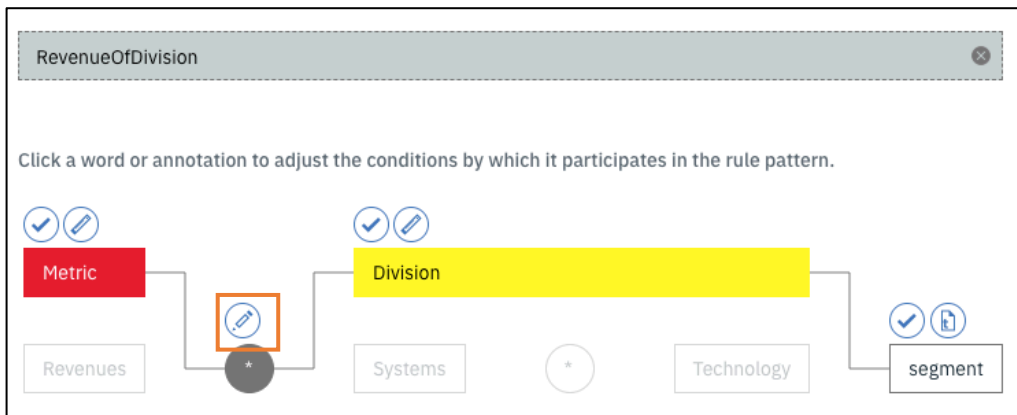 RevenueOfDivision
Click a word or annotation to adjust the conditions by which it participates in the rule pattern.
Metric
Division
Revenues
*
Systems
*
Technology
segment